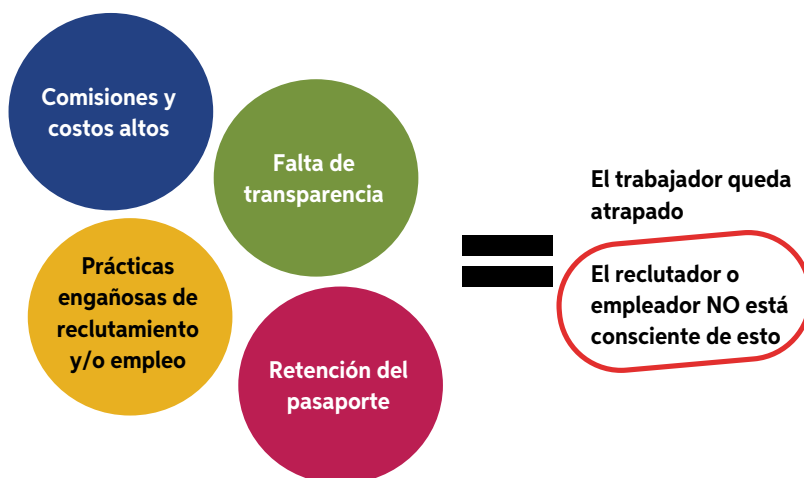 Comisiones y
costos altos
Falta de
transparencia
Prácticas
engañosas de
reclutamiento
y/o empleo
Retención del
pasaporte
El trabajador queda
atrapado
El reclutador o
empleador NO está
consciente de esto